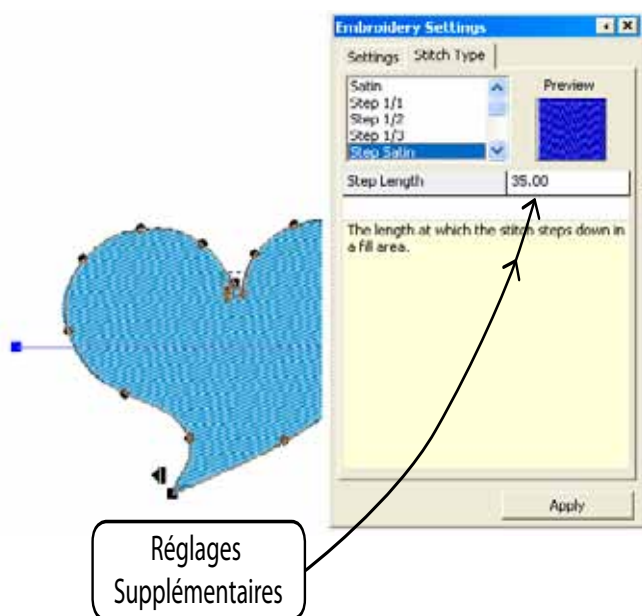 Embroidery Settings
Settings Stitch Type
Satin
Step 1/1
Step 1/2
Step 1/3
Step Satin
Preview
Step Length 35.00
The length at which the stitch steps down in
a fill area.
Apply
Réglages
Supplémentaires